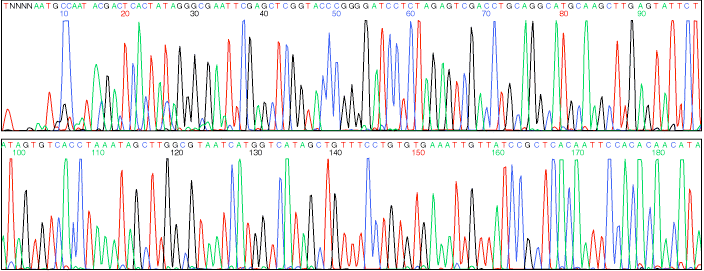 TNNNNAATGCCAATACGACTCACTATAGGGCGAATTCGAGCTCGGTACCCGGGGATCCTCTAGAGTCGACCTGCAGGCATGCAAGCTTGAGTATTCT
10 20 30 40 50 60 70 80 90
ATAGTGTCACCTAAATAGCTTGGCGTAATCATGGTCATAGCTGTTTCCTGTGTGAAATTGTTATCCGCTCACAATTCCACACAACATA
100 110 120 130 140 150 160 170 180